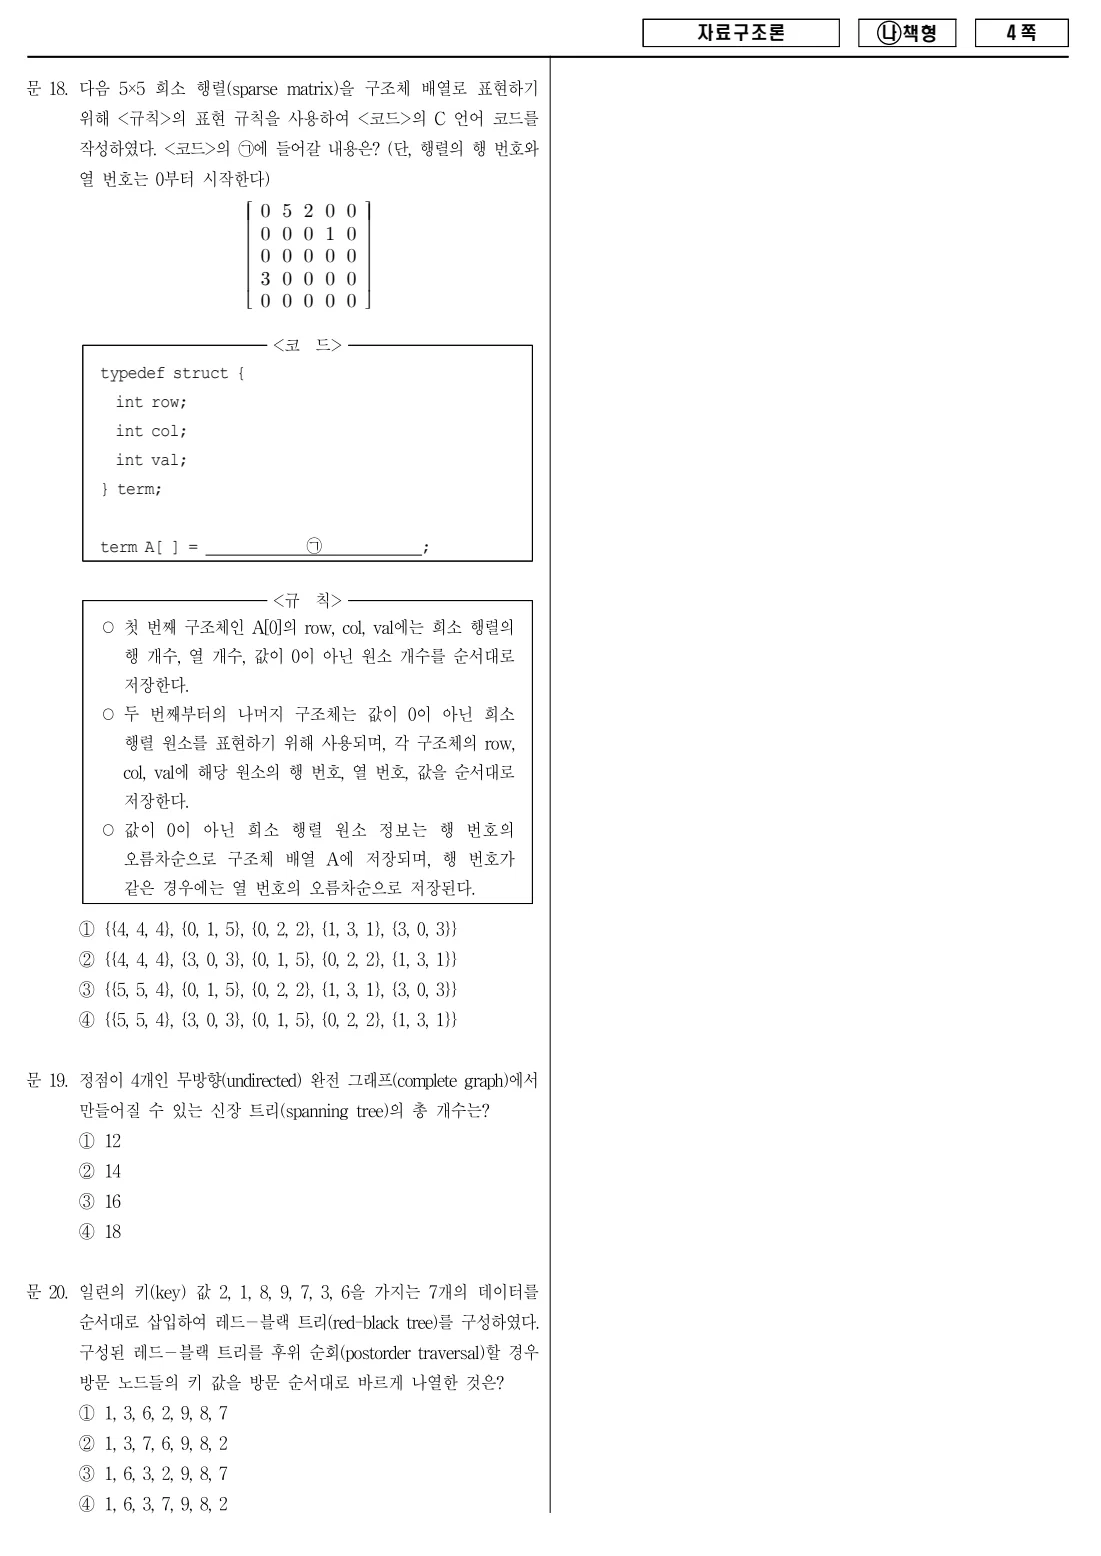 자료구조론 ㉯책형 4쪽
문 18. 다음 5×5 희소 행렬(sparse matrix)을 구조체 배열로 표현하기
위해 <규칙>의 표현 규칙을 사용하여 <코드>의 C 언어 코드를
작성하였다. <코드>의 ㉠에 들어갈 내용은? (단, 행렬의 행 번호와
열 번호는 0부터 시작한다)
0 5 2 0 0
0 0 0 1 0
0 0 0 0 0
3 0 0 0 0
0 0 0 0 0
<코 드>
typedef struct {
int row;
int col;
int val;
} term;
term A[ ] = ㉠ ;
<규 칙>
○ 첫 번째 구조체인 A[0]의 row, col, val에는 희소 행렬의
행 개수, 열 개수, 값이 0이 아닌 원소 개수를 순서대로
저장한다.
○ 두 번째부터의 나머지 구조체는 값이 0이 아닌 희소
행렬 원소를 표현하기 위해 사용되며, 각 구조체의 row,
col, val에 해당 원소의 행 번호, 열 번호, 값을 순서대로
저장한다.
○ 값이 0이 아닌 희소 행렬 원소 정보는 행 번호의
오름차순으로 구조체 배열 A에 저장되며, 행 번호가
같은 경우에는 열 번호의 오름차순으로 저장된다.
① {{4, 4, 4}, {0, 1, 5}, {0, 2, 2}, {1, 3, 1}, {3, 0, 3}}
② {{4, 4, 4}, {3, 0, 3}, {0, 1, 5}, {0, 2, 2}, {1, 3, 1}}
③ {{5, 5, 4}, {0, 1, 5}, {0, 2, 2}, {1, 3, 1}, {3, 0, 3}}
④ {{5, 5, 4}, {3, 0, 3}, {0, 1, 5}, {0, 2, 2}, {1, 3, 1}}
문 19. 정점이 4개인 무방향(undirected) 완전 그래프(complete graph)에서
만들어질 수 있는 신장 트리(spanning tree)의 총 개수는?
① 12
② 14
③ 16
④ 18
문 20. 일련의 키(key) 값 2, 1, 8, 9, 7, 3, 6을 가지는 7개의 데이터를
순서대로 삽입하여 레드-블랙 트리(red-black tree)를 구성하였다.
구성된 레드-블랙 트리를 후위 순회(postorder traversal)할 경우
방문 노드들의 키 값을 방문 순서대로 바르게 나열한 것은?
① 1, 3, 6, 2, 9, 8, 7
② 1, 3, 7, 6, 9, 8, 2
③ 1, 6, 3, 2, 9, 8, 7
④ 1, 6, 3, 7, 9, 8, 2